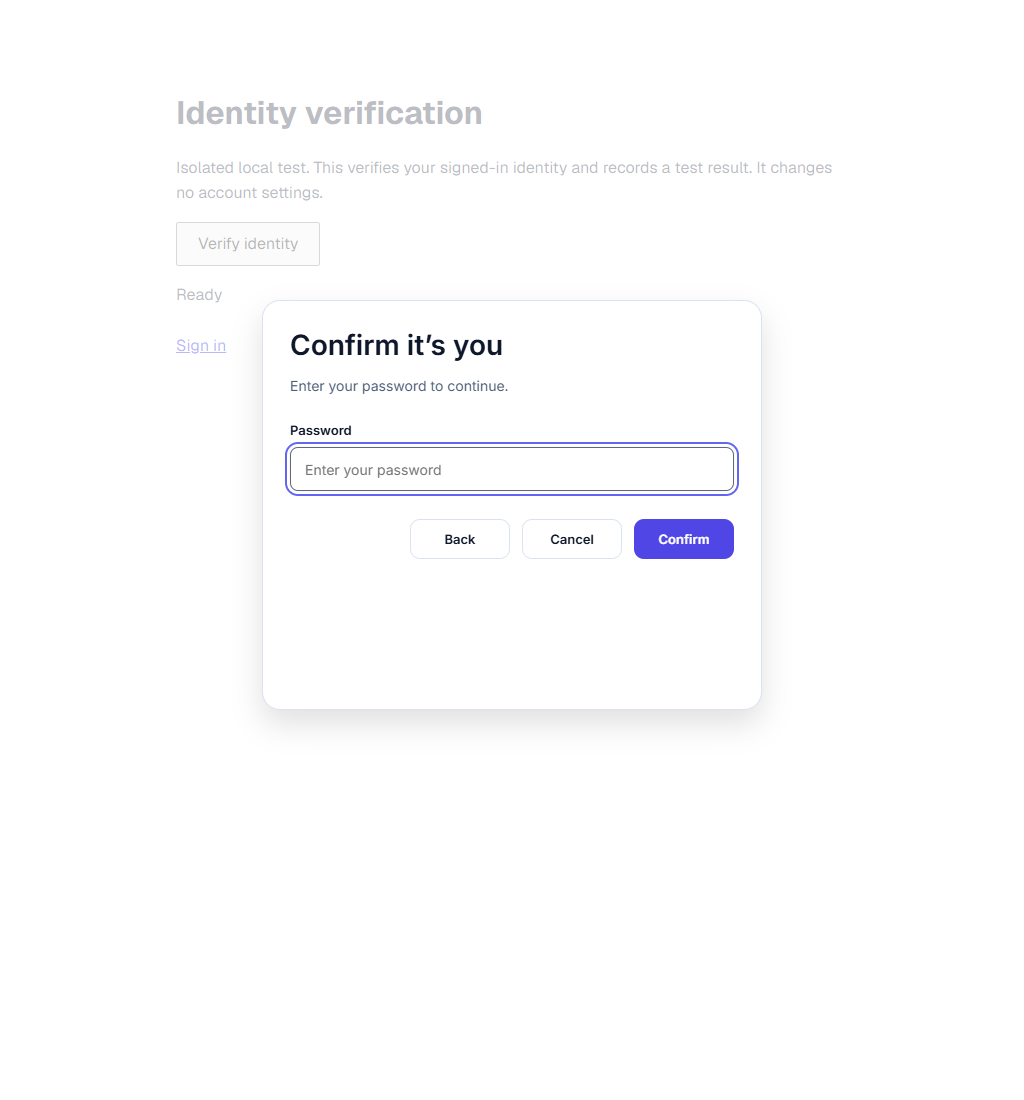 Identity verification
Isolated local test. This verifies your signed-in identity and records a test result. It changes
no account settings.
Verify identity
Ready
Sign in
Confirm it’s you
Enter your password to continue.
Password
Enter your password
Back
Cancel
Confirm